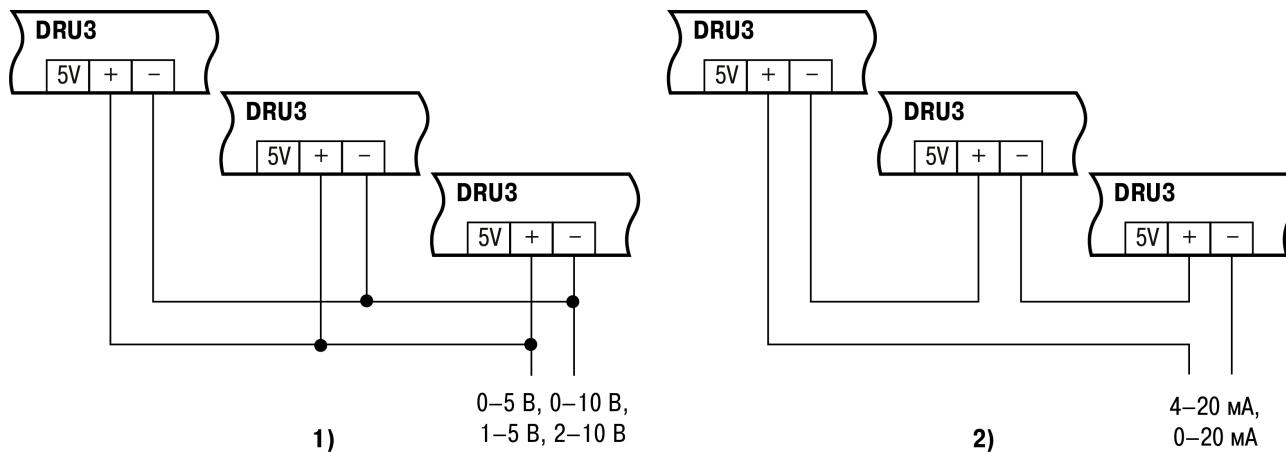 DRU3
5V + −
DRU3
5V + −
DRU3
5V + −
0–5 В, 0–10 В,
1–5 В, 2–10 В
1)
DRU3
5V + −
DRU3
5V + −
DRU3
5V + −
4–20 мА,
0–20 мА
2)